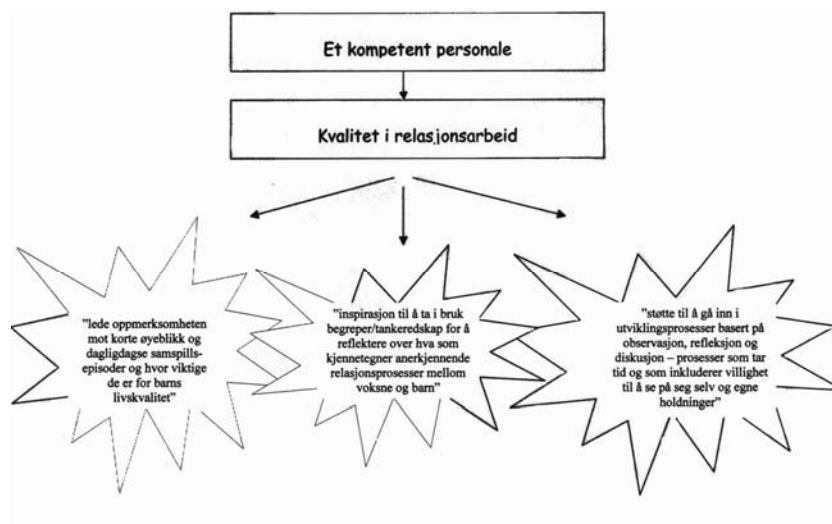 Et kompetent personale
Kvalitet i relasjonsarbeid
"lede oppmerksomheten
mot korte øyeblikk og
dagligdagse samspills-
episoder og hvor viktige
de er for barns
livskvalitet"
"inspirasjon til å ta i bruk
begreper/tankeredskap for å
reflektere over hva som
kjennetegner anerkjennende
relasjonsprosesser mellom
voksne og barn"
"støtte til å gå inn i
utviklingsprosesser basert på
observasjon, refleksjon og
diskusjon – prosesser som tar
tid og som inkluderer villighet
til å se på seg selv og egne
holdninger"